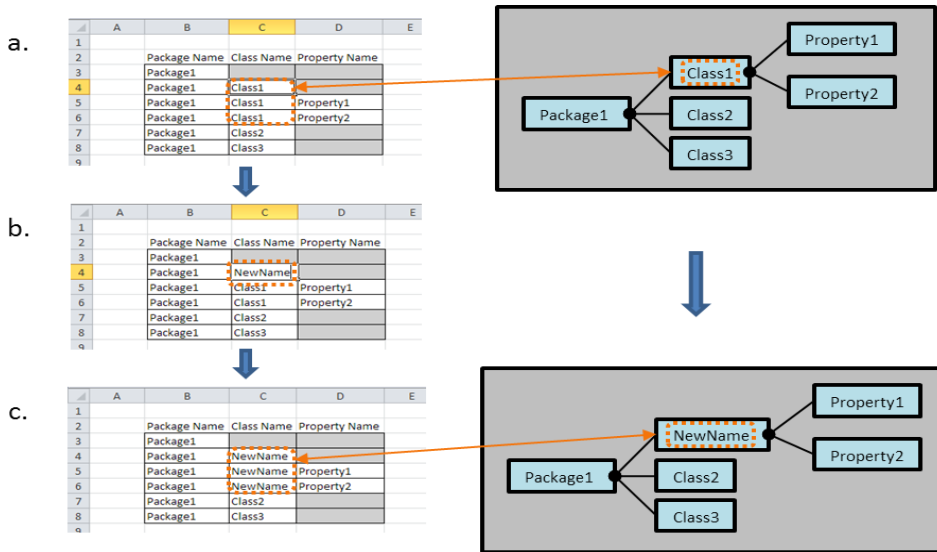 a.
A B C D E
1
2 Package Name Class Name Property Name
3 Package1
4 Package1 Class1
5 Package1 Class1 Property1
6 Package1 Class1 Property2
7 Package1 Class2
8 Package1 Class3
9
Property1
Class1
Property2
Package1
Class2
Class3
b.
A B C D E
1
2 Package Name Class Name Property Name
3 Package1
4 Package1 NewName
5 Package1 Class1 Property1
6 Package1 Class1 Property2
7 Package1 Class2
8 Package1 Class3
9
c.
A B C D E
1
2 Package Name Class Name Property Name
3 Package1
4 Package1 NewName
5 Package1 NewName Property1
6 Package1 NewName Property2
7 Package1 Class2
8 Package1 Class3
9
Property1
NewName
Property2
Package1
Class2
Class3